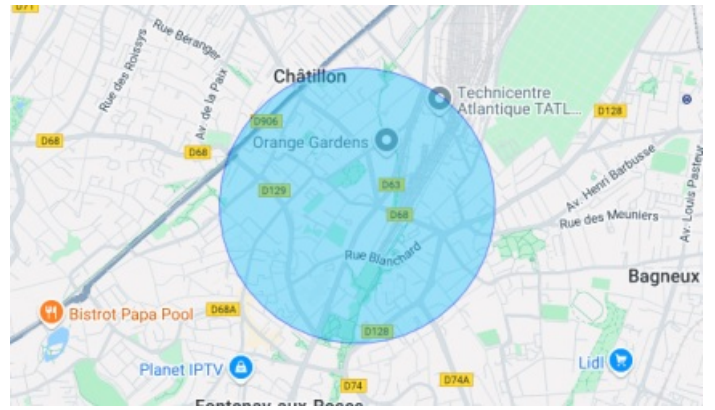 D71
Rue Béranger
Rue des Roissys
Av. de la Paix
Châtillon
Technicentre
Atlantique TATL...
D128
D906
D68
D68
Orange Gardens
D129
D63
D68
Av. Henri Barbusse
Av. Louis Pasteur
Rue des Meuniers
Rue Blanchard
Bagneux
Bistrot Papa Pool
D68A
D128
Planet IPTV
Lidl
D74
D74A
Fontenay-aux-Roses